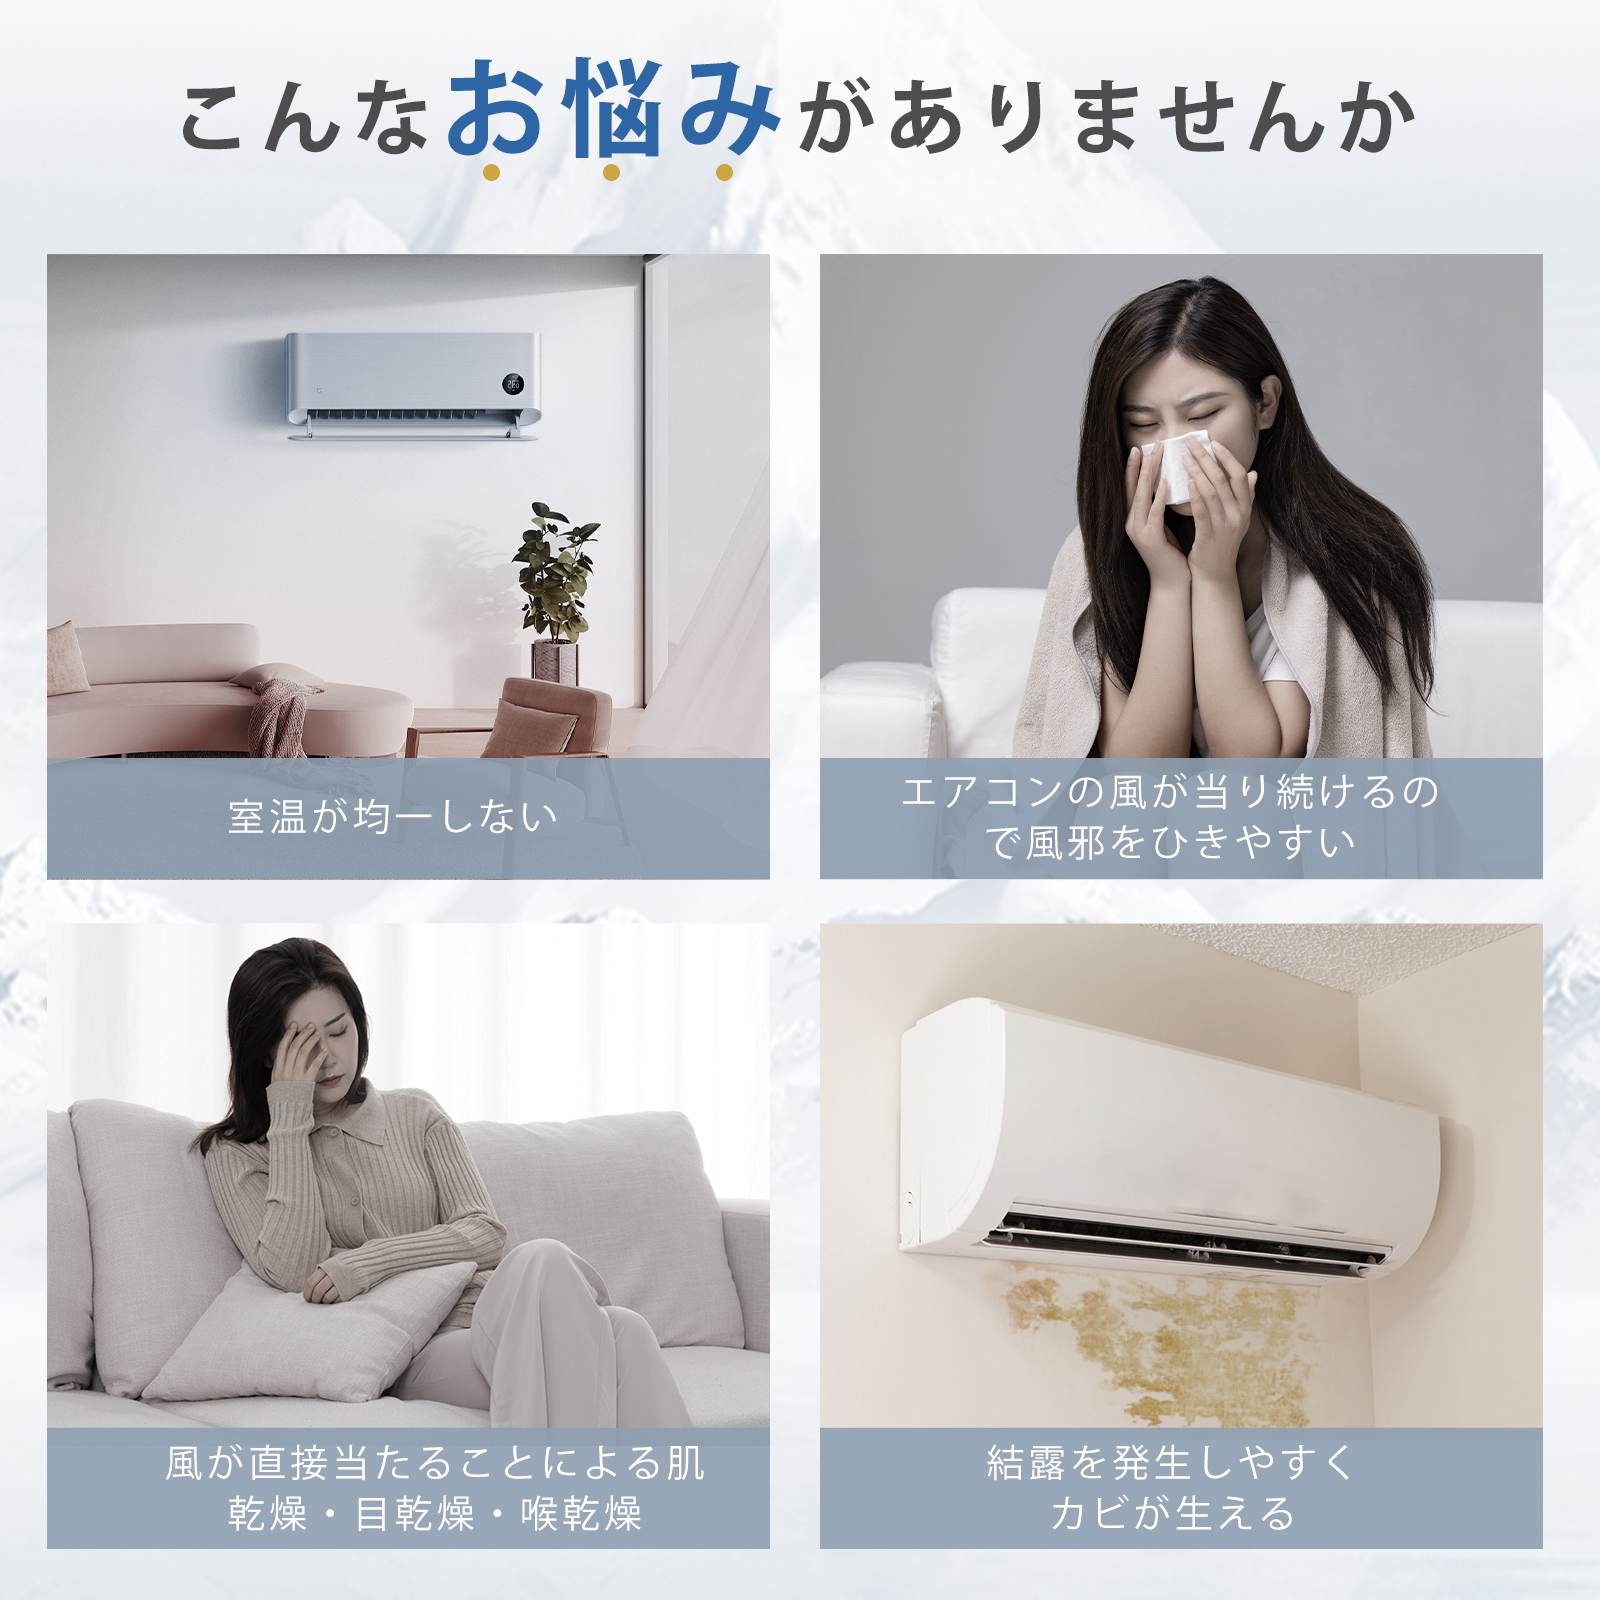 こんなお悩みがありませんか
室温が均一しない
エアコンの風が当り続けるの
で風邪をひきやすい
風が直接当たることによる肌
乾燥・目乾燥・喉乾燥
結露を発生しやすく
カビが生える